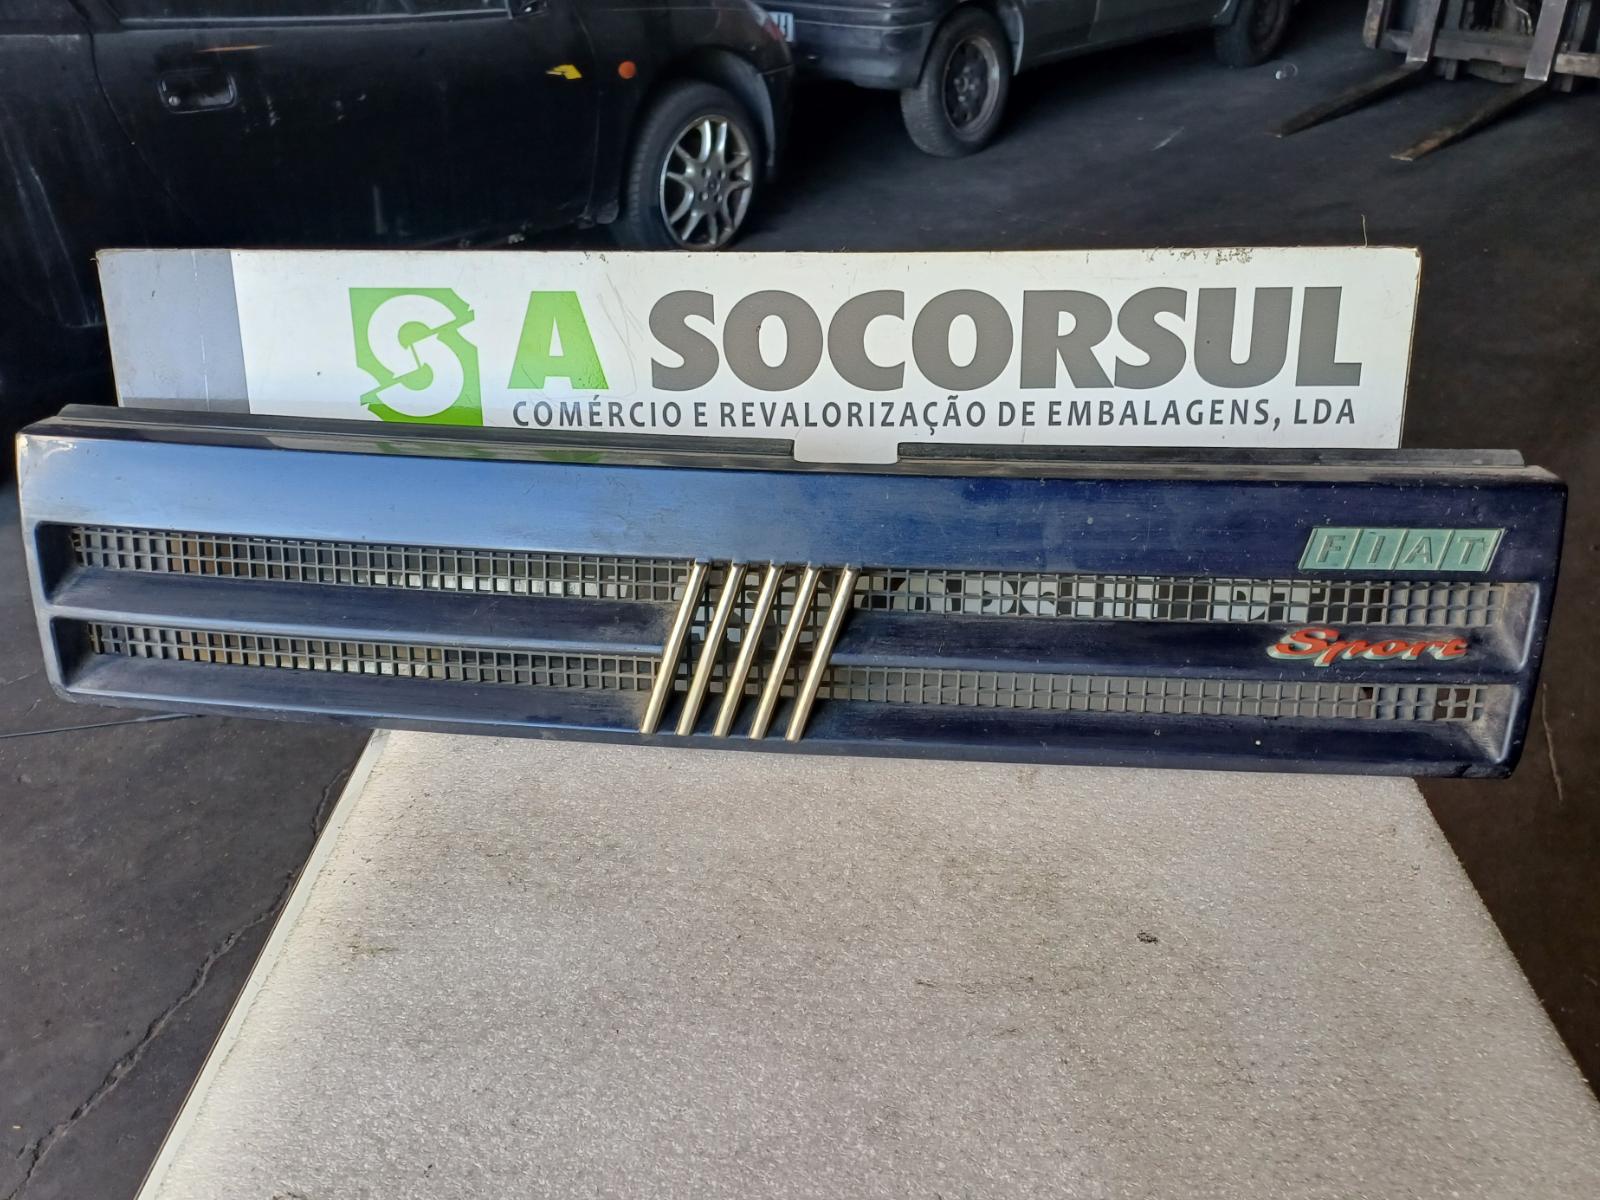 A SOCORSUL
COMÉRCIO E REVALORIZAÇÃO DE EMBALAGENS, LDA
FIAT
Sport